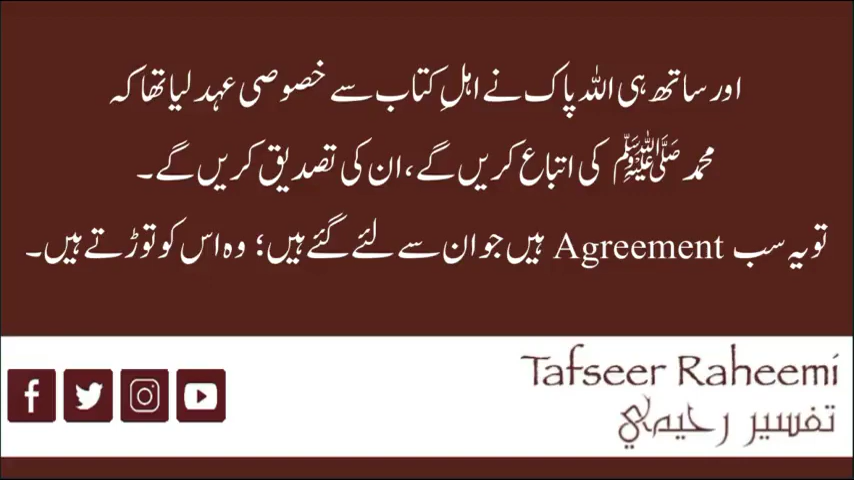 اور ساتھ ہی اللہ پاک نے اہلِ کتاب سے خصوصی عہد لیا تھا کہ
محمد ﷺ کی اتباع کریں گے، ان کی تصدیق کریں گے۔
تو یہ سب Agreement ہیں جو ان سے لئے گئے ہیں؛ وہ اس کو توڑتے ہیں۔
Tafseer Raheemi
تفسیر رحیمی